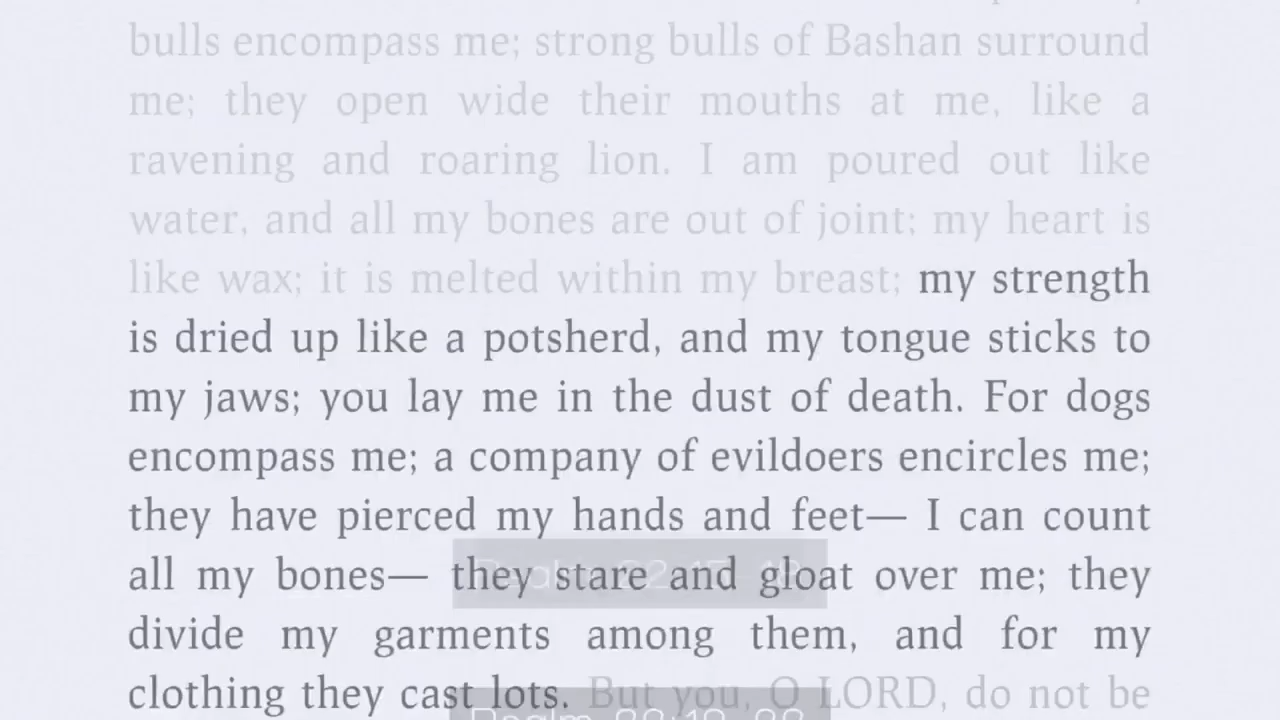 bulls encompass me; strong bulls of Bashan surround
me; they open wide their mouths at me, like a
ravening and roaring lion. I am poured out like
water, and all my bones are out of joint; my heart is
like wax; it is melted within my breast; my strength
is dried up like a potsherd, and my tongue sticks to
my jaws; you lay me in the dust of death. For dogs
encompass me; a company of evildoers encircles me;
they have pierced my hands and feet— I can count
all my bones— they stare and gloat over me; they
divide my garments among them, and for my
clothing they cast lots. But you, O LORD, do not be